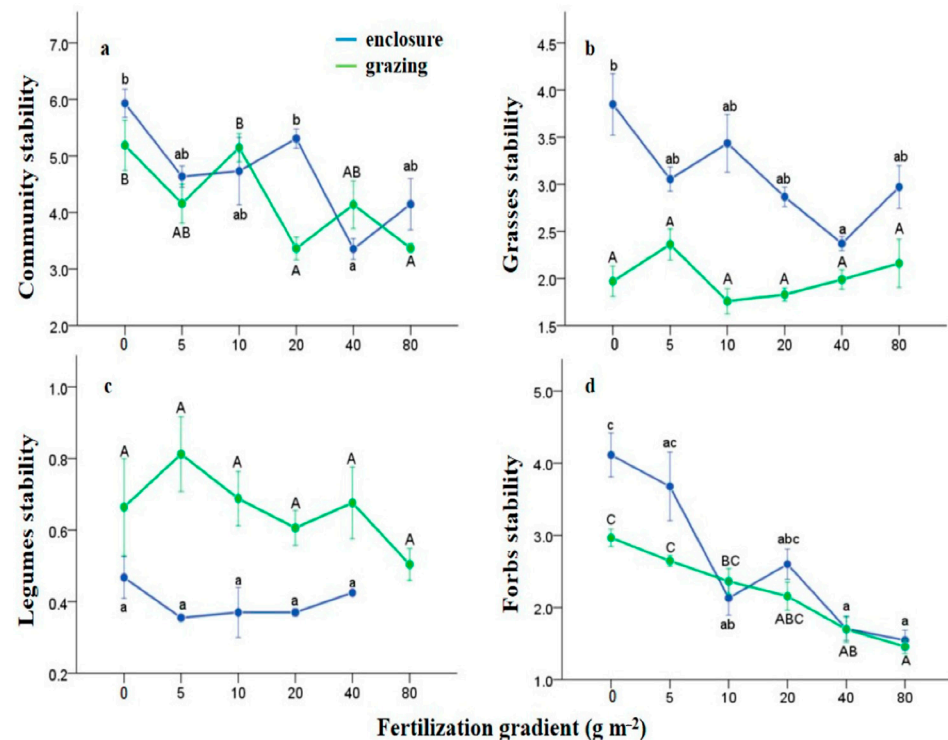 a
enclosure
grazing
Community stability
7.0
6.0
5.0
4.0
3.0
2.0
b
ab
B
b
ab
B
AB
ab
AB
A
a
A
0 5 10 20 40 80
b
Grasses stability
4.5
4.0
3.5
3.0
2.5
2.0
1.5
b
ab
ab
ab
a
ab
A
A
A
A
A
A
0 5 10 20 40 80
c
Legumes stability
1.0
0.8
0.6
0.4
0.2
A
A
A
A
A
A
a
a
a
a
a
0 5 10 20 40 80
d
Forbs stability
5.0
4.0
3.0
2.0
1.0
c
ac
C
C
BC
abc
ab
ABC
a
AB
a
A
0 5 10 20 40 80
Fertilization gradient (g m⁻²)